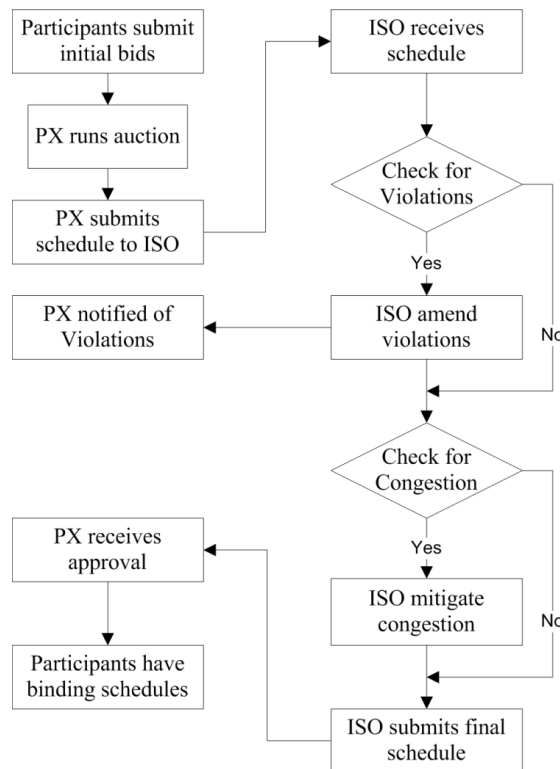 Participants submit
initial bids
PX runs auction
PX submits
schedule to ISO
ISO receives
schedule
Check for
Violations
Yes
No
ISO amend
violations
PX notified of
Violations
Check for
Congestion
Yes
No
ISO mitigate
congestion
ISO submits final
schedule
PX receives
approval
Participants have
binding schedules